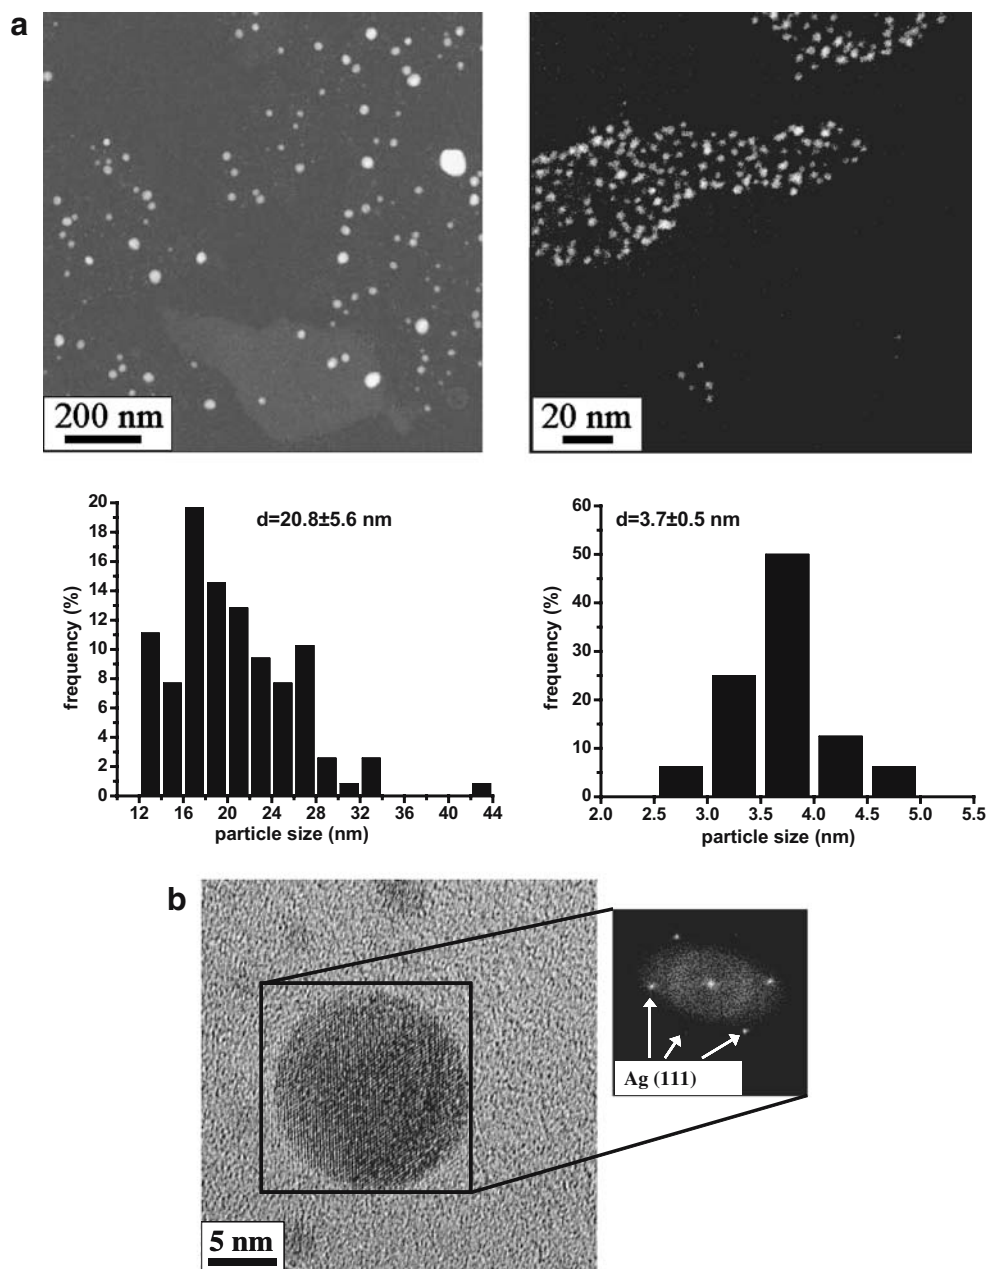 a
200 nm
20 nm
d=20.8±5.6 nm
frequency (%)
20
18
16
14
12
10
8
6
4
2
0
12 16 20 24 28 32 36 40 44
particle size (nm)
d=3.7±0.5 nm
frequency (%)
60
50
40
30
20
10
0
2.0 2.5 3.0 3.5 4.0 4.5 5.0 5.5
particle size (nm)
b
Ag (111)
5 nm